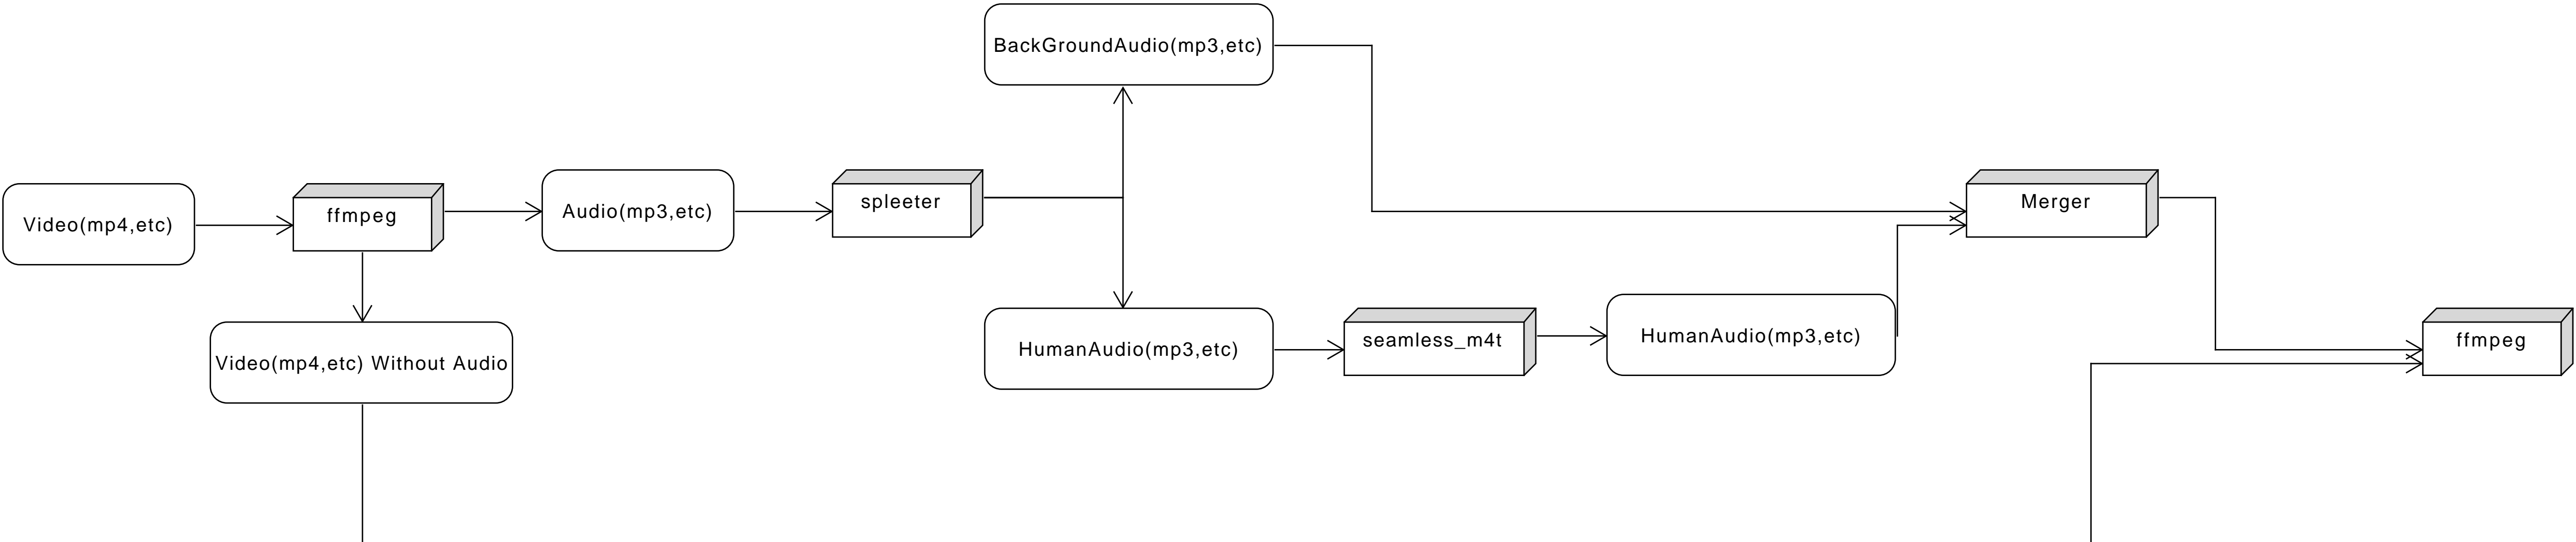 BackGroundAudio(mp3,etc)
Video(mp4,etc)
ffmpeg
Audio(mp3,etc)
spleeter
Merger
Video(mp4,etc) Without Audio
HumanAudio(mp3,etc)
seamless_m4t
HumanAudio(mp3,etc)
ffmpeg